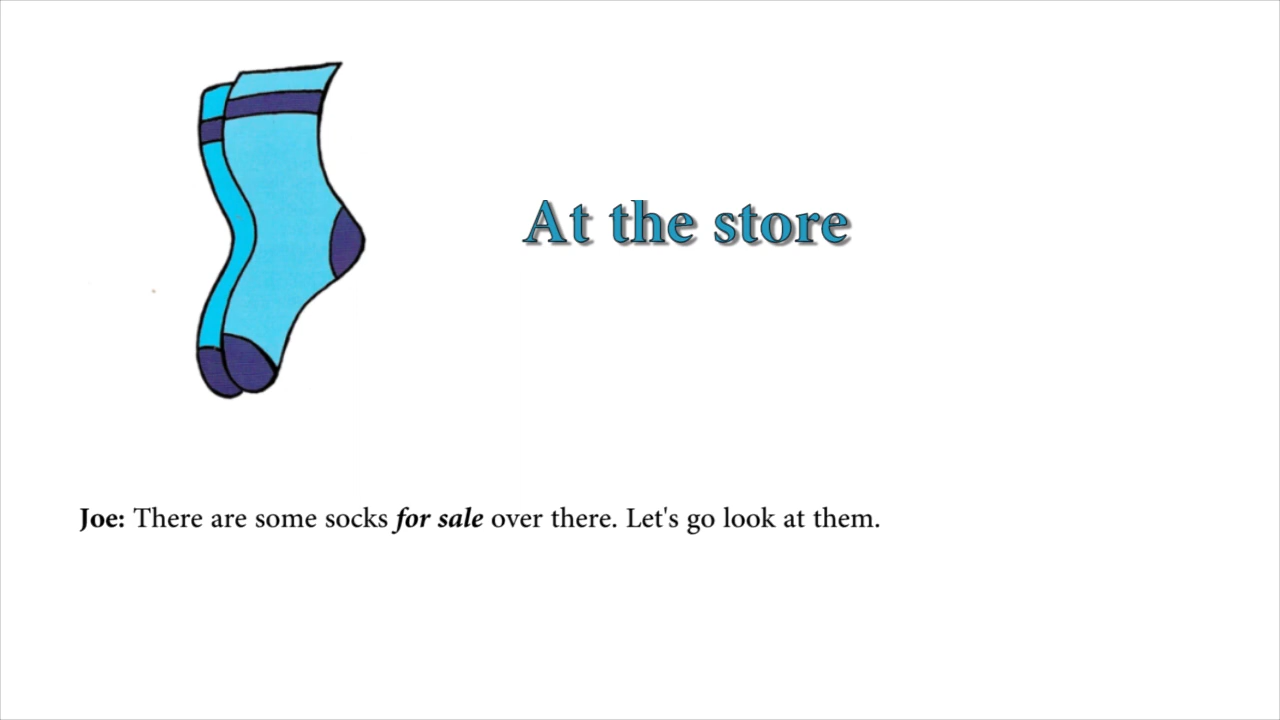 At the store
Joe: There are some socks for sale over there. Let's go look at them.